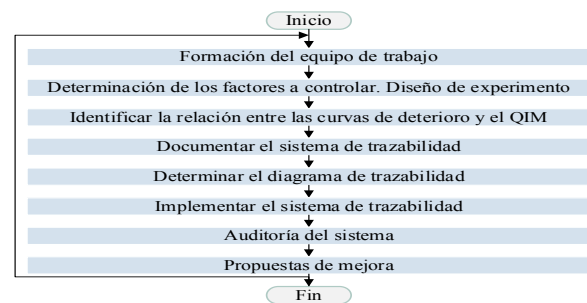 Inicio
Formación del equipo de trabajo
Determinación de los factores a controlar. Diseño de experimento
Identificar la relación entre las curvas de deterioro y el QIM
Documentar el sistema de trazabilidad
Determinar el diagrama de trazabilidad
Implementar el sistema de trazabilidad
Auditoría del sistema
Propuestas de mejora
Fin